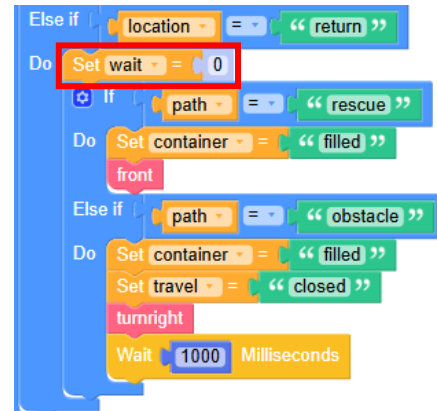 Else if location = “ return ”
Do Set wait = 0
If path = “ rescue ”
Do Set container = “ filled ”
front
Else if path = “ obstacle ”
Do Set container = “ filled ”
Set travel = “ closed ”
turnright
Wait 1000 Milliseconds